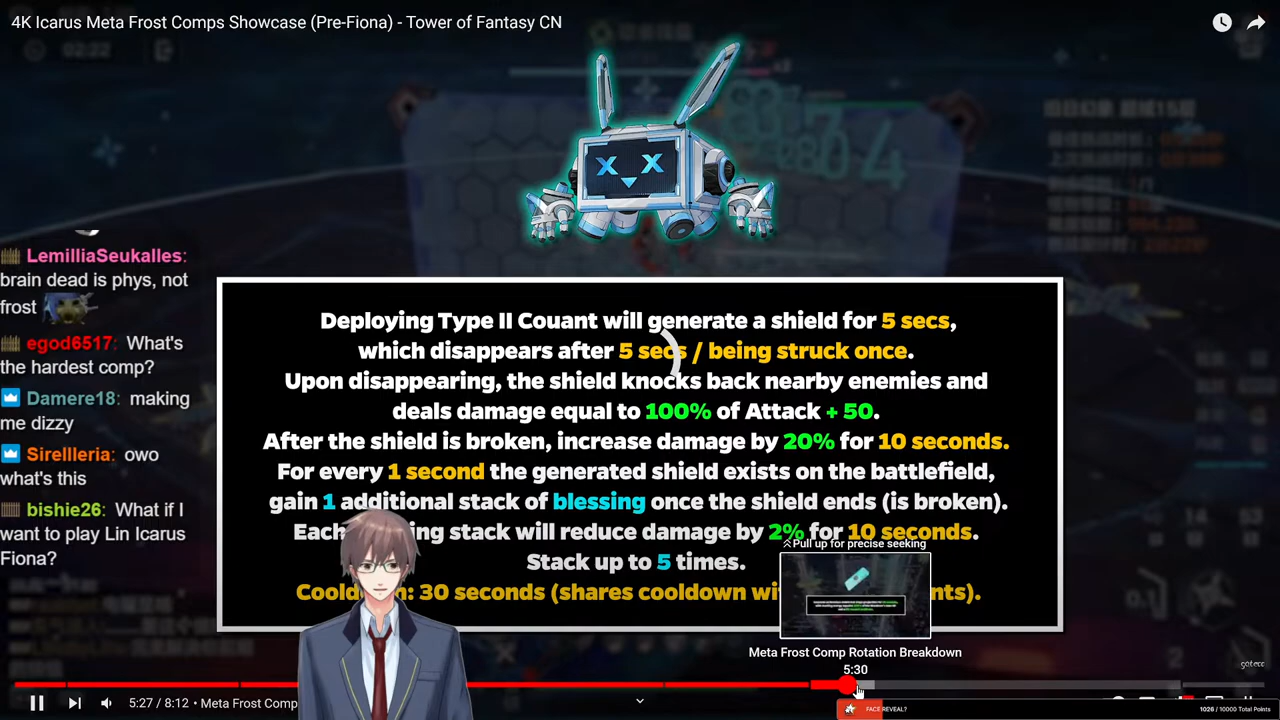 4K Icarus Meta Frost Comps Showcase (Pre-Fiona) - Tower of Fantasy CN
LemilliaSeukalles:
brain dead is phys, not
frost
egod6517: What's
the hardest comp?
Damere18: making
me dizzy
Sirellleria: owo
what's this
bishie26: What if I
want to play Lin Icarus
Fiona?
Deploying Type II Couant will generate a shield for 5 secs,
which disappears after 5 secs / being struck once.
Upon disappearing, the shield knocks back nearby enemies and
deals damage equal to 100% of Attack + 50.
After the shield is broken, increase damage by 20% for 10 seconds.
For every 1 second the generated shield exists on the battlefield,
gain 1 additional stack of blessing once the shield ends (is broken).
Each stack will reduce damage by 2% for 10 seconds.
Stack up to 5 times.
30 seconds (shares cooldown
Pull up for precise seeking
Meta Frost Comp Rotation Breakdown
5:30
5:27 / 8:12 • Meta Frost Comp
FACE REVEAL?
1026 / 10000 Total Points